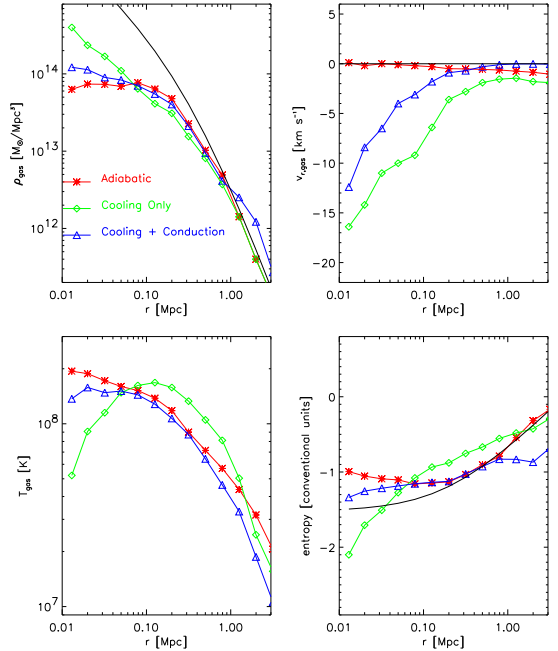 ρgas [M⊙/Mpc³]
10¹⁴
10¹³
10¹²
Adiabatic
Cooling Only
Cooling + Conduction
0.01 0.10 1.00
r [Mpc]
vr,gas [km s⁻¹]
5
0
-5
-10
-15
-20
0.01 0.10 1.00
r [Mpc]
Tgas [K]
10⁸
10⁷
0.01 0.10 1.00
r [Mpc]
entropy [conventional units]
0
-1
-2
0.01 0.10 1.00
r [Mpc]